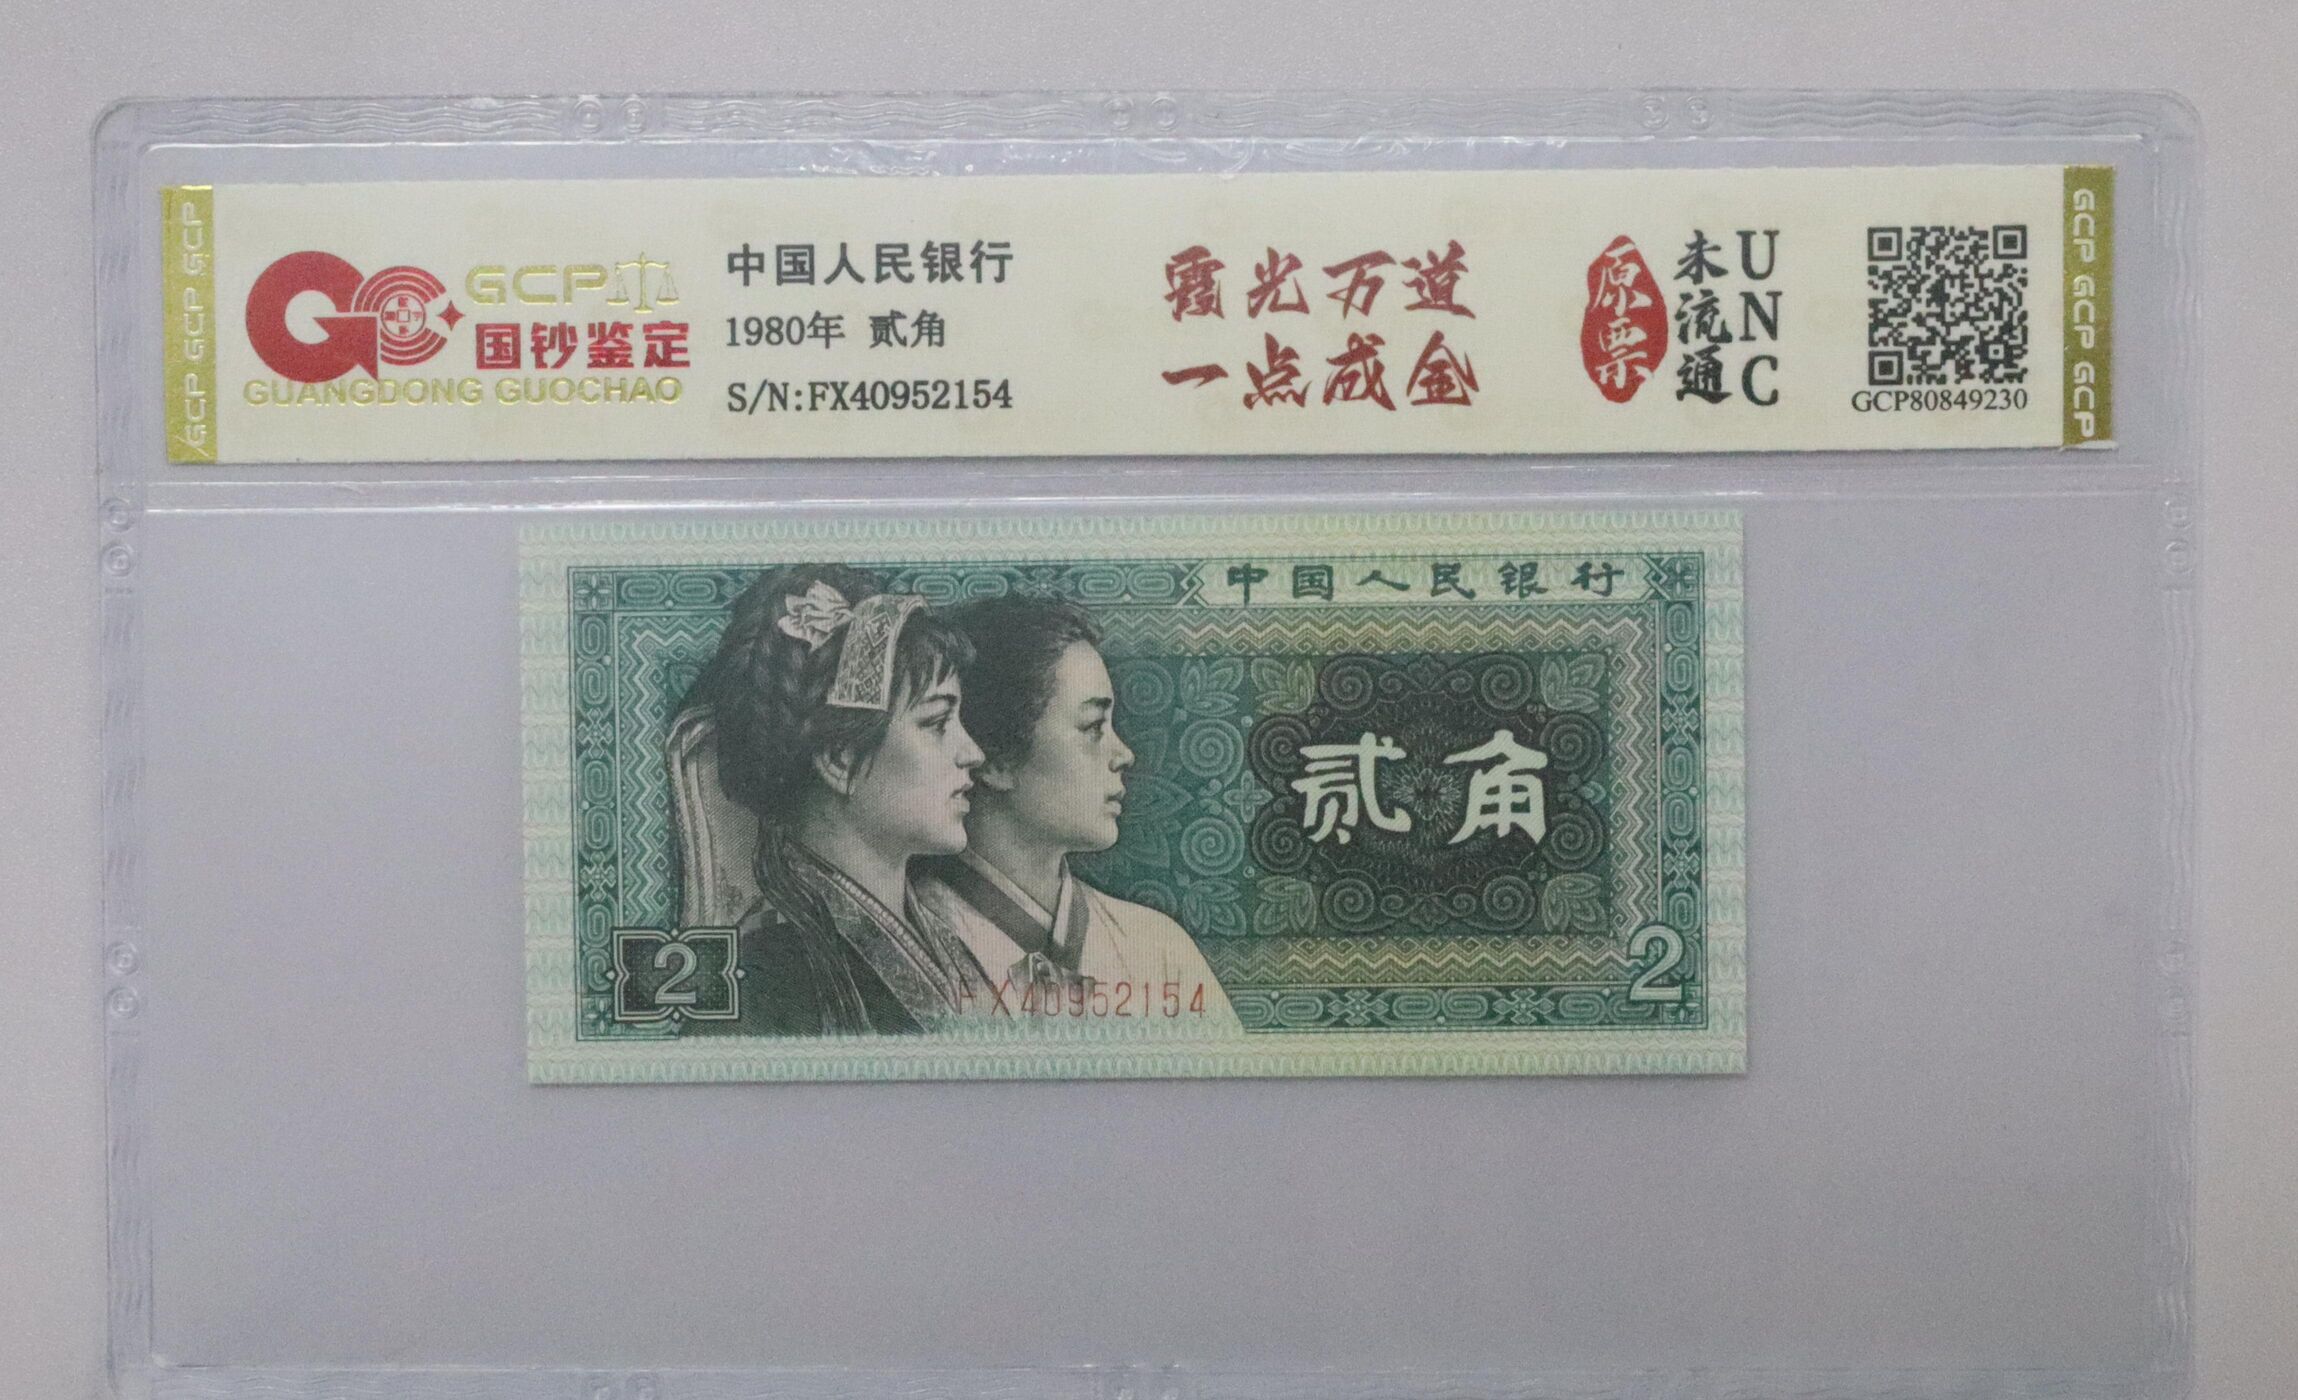 GCP GCP GCP
GCP
国钞鉴定
GUANGDONG GUOCHAO
中国人民银行
1980年 贰角
S/N:FX40952154
霞光万道
一点成金
原票
未流通
UNC
GCP80849230
GCP GCP GCP
中国人民银行
贰角
2
2
FX40952154